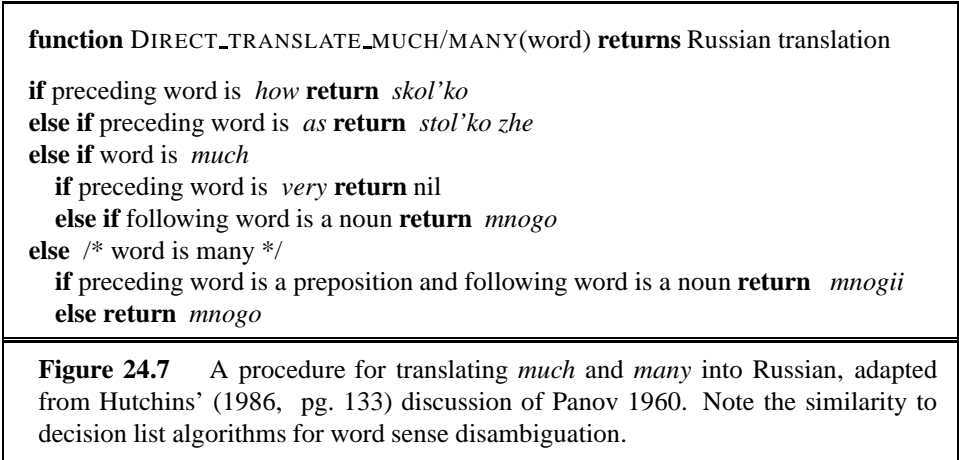 function DIRECT_TRANSLATE_MUCH/MANY(word) returns Russian translation
if preceding word is how return skol'ko
else if preceding word is as return stol'ko zhe
else if word is much
if preceding word is very return nil
else if following word is a noun return mnogo
else /* word is many */
if preceding word is a preposition and following word is a noun return mnogii
else return mnogo
Figure 24.7 A procedure for translating much and many into Russian, adapted
from Hutchins' (1986, pg. 133) discussion of Panov 1960. Note the similarity to
decision list algorithms for word sense disambiguation.